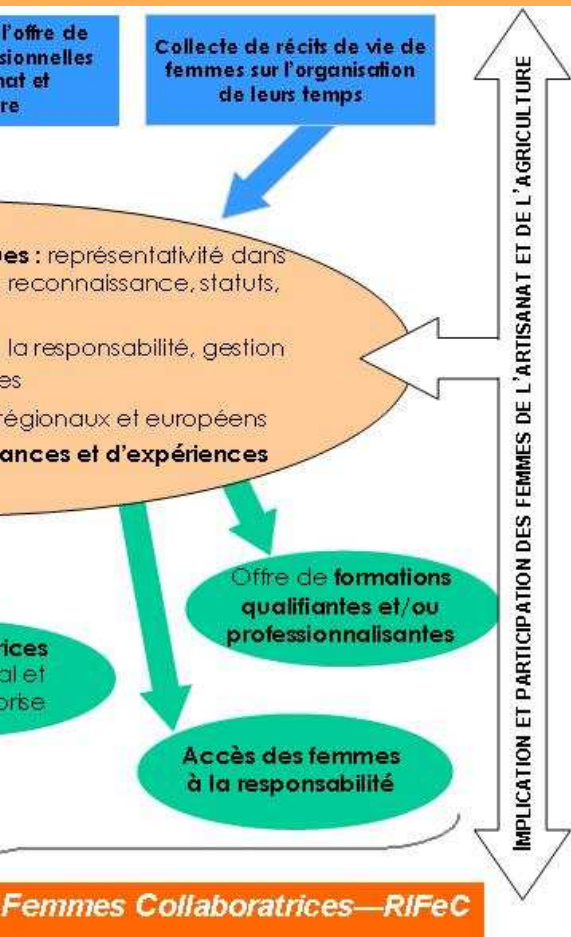 l'offre de
sionnelles
nat et
re
Collecte de récits de vie de
femmes sur l'organisation
de leurs temps
ues : représentativité dans
reconnaissance, statuts,
la responsabilité, gestion
es
régionaux et européens
ances et d'expériences
Offre de formations
qualifiantes et/ou
professionnalisantes
rices
al et
prise
Accès des femmes
à la responsabilité
IMPLICATION ET PARTICIPATION DES FEMMES DE L'ARTISANAT ET DE L'AGRICULTURE
Femmes Collaboratrices—RIFeC